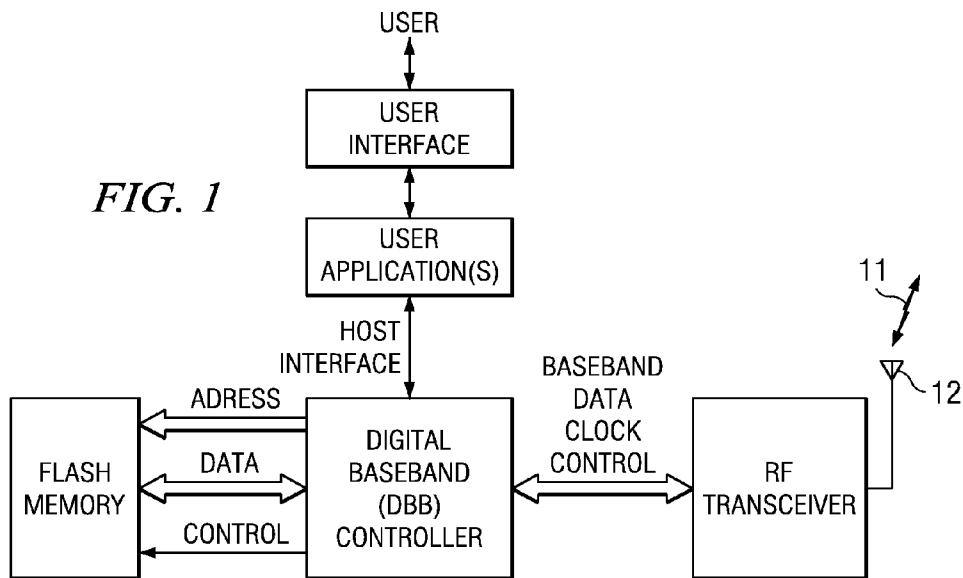 USER
USER
INTERFACE
FIG. 1
USER
APPLICATION(S)
HOST
INTERFACE
11
12
ADRESS
DATA
CONTROL
FLASH
MEMORY
DIGITAL
BASEBAND
(DBB)
CONTROLLER
BASEBAND
DATA
CLOCK
CONTROL
RF
TRANSCEIVER